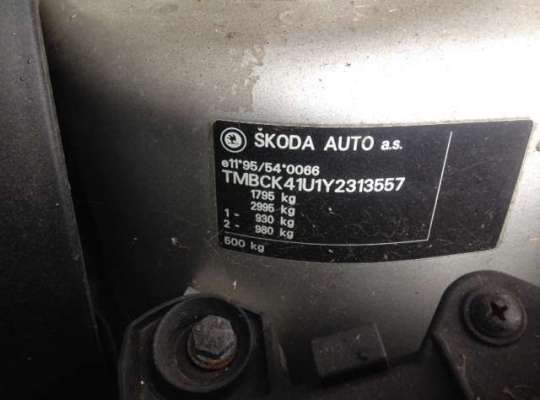 ŠKODA AUTO a.s.
e11*95/54*0066
TMBCK41U1Y2313557
1795 kg
2995 kg
1 - 930 kg
2 - 980 kg
500 kg